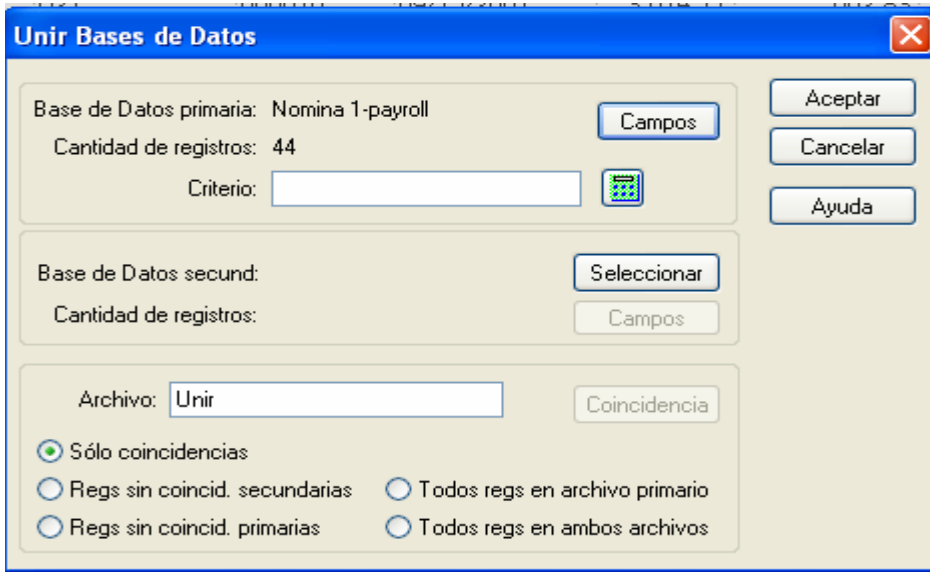 Unir Bases de Datos
Base de Datos primaria: Nomina 1-payroll
Campos
Cantidad de registros: 44
Criterio:
Aceptar
Cancelar
Ayuda
Base de Datos secund:
Seleccionar
Cantidad de registros:
Campos
Archivo: Unir
Coincidencia
Sólo coincidencias
Regs sin coincid. secundarias
Todos regs en archivo primario
Regs sin coincid. primarias
Todos regs en ambos archivos